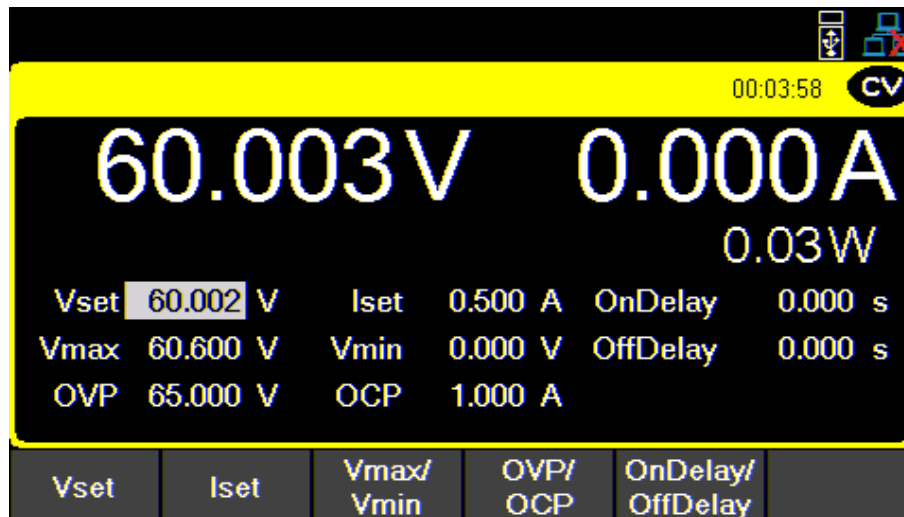 00:03:58 CV
60.003V 0.000A
0.03W
Vset 60.002 V Iset 0.500 A OnDelay 0.000 s
Vmax 60.600 V Vmin 0.000 V OffDelay 0.000 s
OVP 65.000 V OCP 1.000 A
Vset Iset Vmax/ OVP/ OnDelay/
Vmin OCP OffDelay